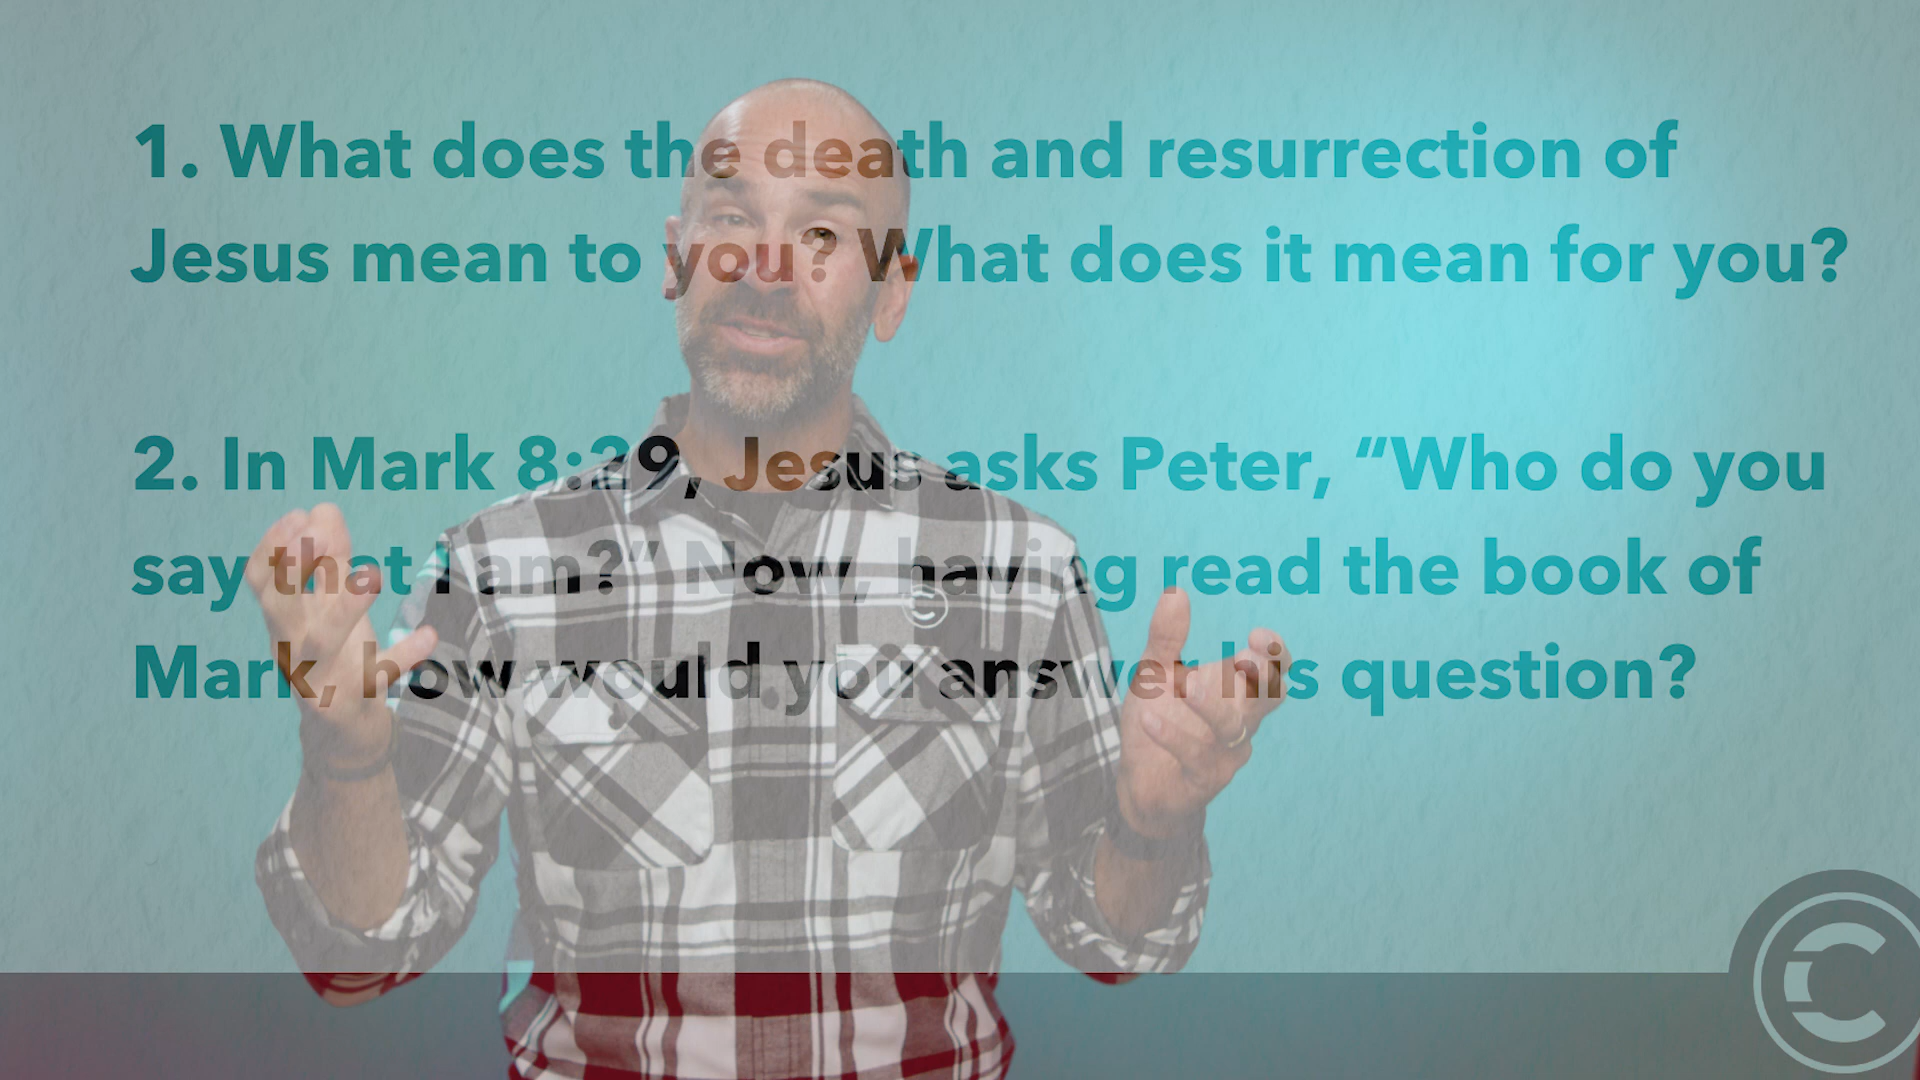 1. What does the death and resurrection of
Jesus mean to you? What does it mean for you?
2. In Mark 8:29, Jesus asks Peter, “Who do you
say that I am?” Now, having read the book of
Mark, how would you answer his question?